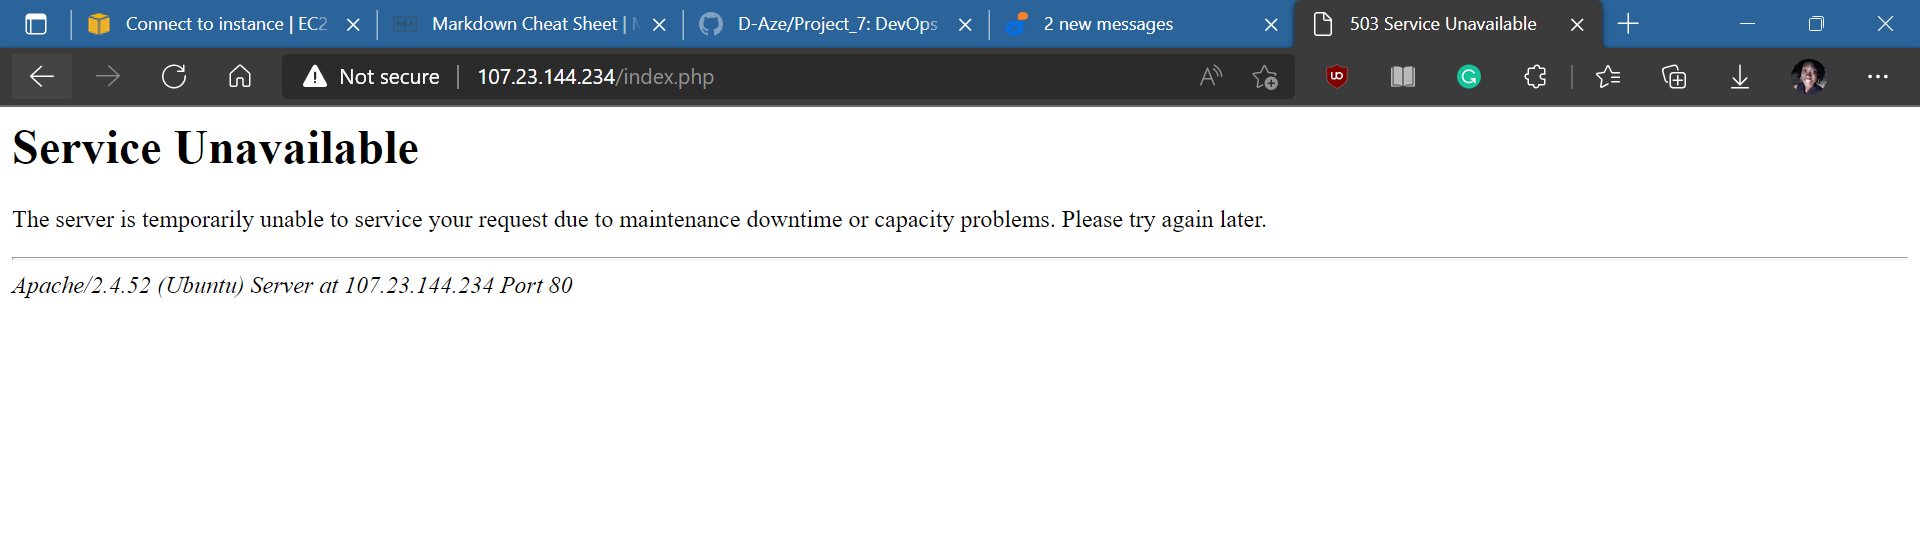 Connect to instance | EC2
Markdown Cheat Sheet |
D-Aze/Project_7: DevOps
2 new messages
503 Service Unavailable
Not secure
107.23.144.234/index.php
Service Unavailable
The server is temporarily unable to service your request due to maintenance downtime or capacity problems. Please try again later.
Apache/2.4.52 (Ubuntu) Server at 107.23.144.234 Port 80